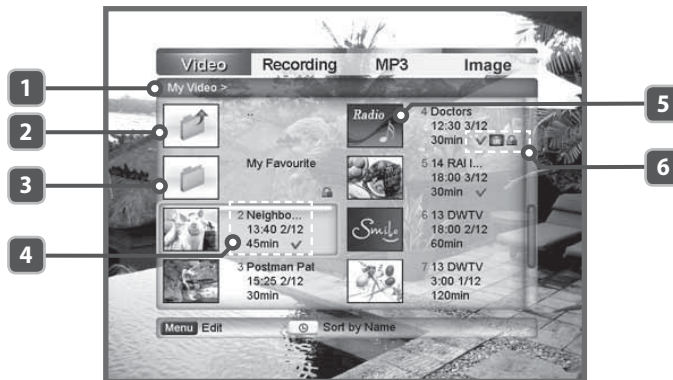 Video Recording MP3 Image
My Video >
..
My Favourite
2 Neighbo...
13:40 2/12
45min
3 Postman Pat
15:25 2/12
30min
Radio
4 Doctors
12:30 3/12
30min
5 14 RAI I...
18:00 3/12
30min
Smile
6 13 DWTV
18:00 2/12
60min
7 13 DWTV
3:00 1/12
120min
Menu Edit
Sort by Name
1
2
3
4
5
6